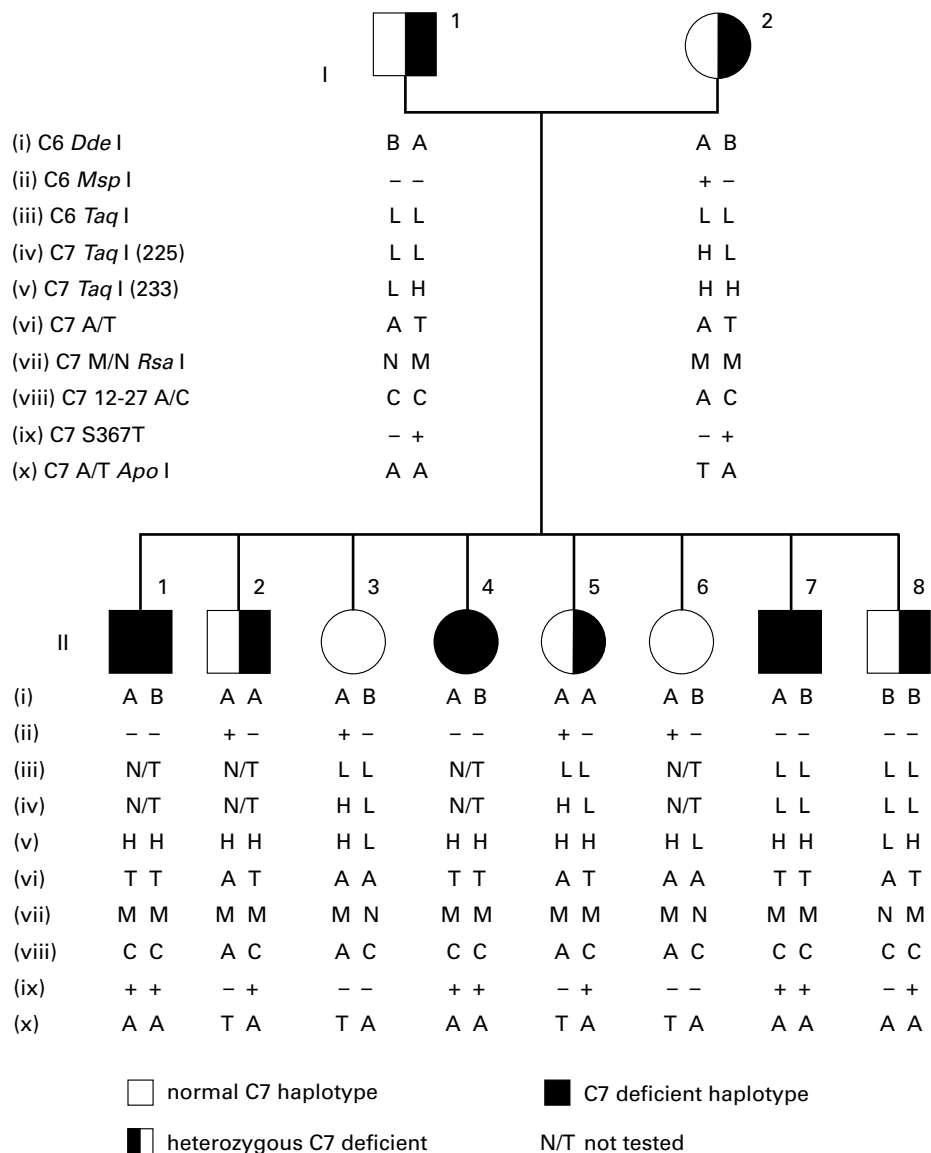 1 2
I
(i) C6 Dde I B A A B
(ii) C6 Msp I – – + –
(iii) C6 Taq I L L L L
(iv) C7 Taq I (225) L L H L
(v) C7 Taq I (233) L H H H
(vi) C7 A/T A T A T
(vii) C7 M/N Rsa I N M M M
(viii) C7 12-27 A/C C C A C
(ix) C7 S367T – + – +
(x) C7 A/T Apo I A A T A
1 2 3 4 5 6 7 8
II
(i) A B A A A B A B A A A B A B B B
(ii) – – + – + – – – + – + – – – – –
(iii) N/T N/T L L N/T L L N/T L L L L
(iv) N/T N/T H L N/T H L N/T L L L L
(v) H H H H H L H H H H H L H H L H
(vi) T T A T A A T T A T A A T T A T
(vii) M M M M M N M M M M M N M M N M
(viii) C C A C A C C C A C A C C C C C
(ix) + + – + – – + + – + – – + + – +
(x) A A T A T A A A T A T A A A A A
normal C7 haplotype C7 deficient haplotype
heterozygous C7 deficient N/T not tested